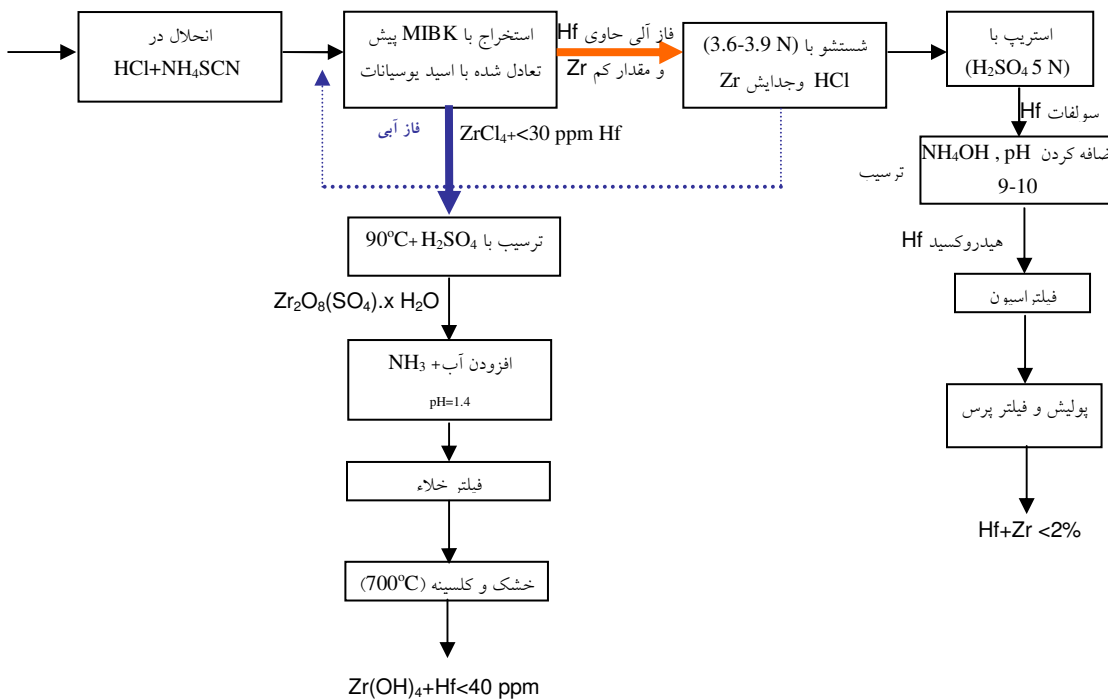 انحلال در
HCl+NH₄SCN
استخراج با MIBK پیش
تعادل شده با اسید یوسیانات
فاز آلی حاوی Hf
و مقدار کم Zr
شستشو با (3.6-3.9 N)
HCl وجدایش Zr
استریپ با
(H₂SO₄ 5 N)
سولفات Hf
ضافه کردن NH₄OH , pH
9-10
ترسیب
هیدروکسید Hf
فیلتراسیون
پولیش و فیلتر پرس
Hf+Zr <2%
فاز آبی
ZrCl₄+<30 ppm Hf
ترسیب با 90°C+H₂SO₄
Zr₂O₈(SO₄).x H₂O
افزودن آب+ NH₃
pH=1.4
فیلتر خلاء
خشک و کلسینه (700°C)
Zr(OH)₄+Hf<40 ppm